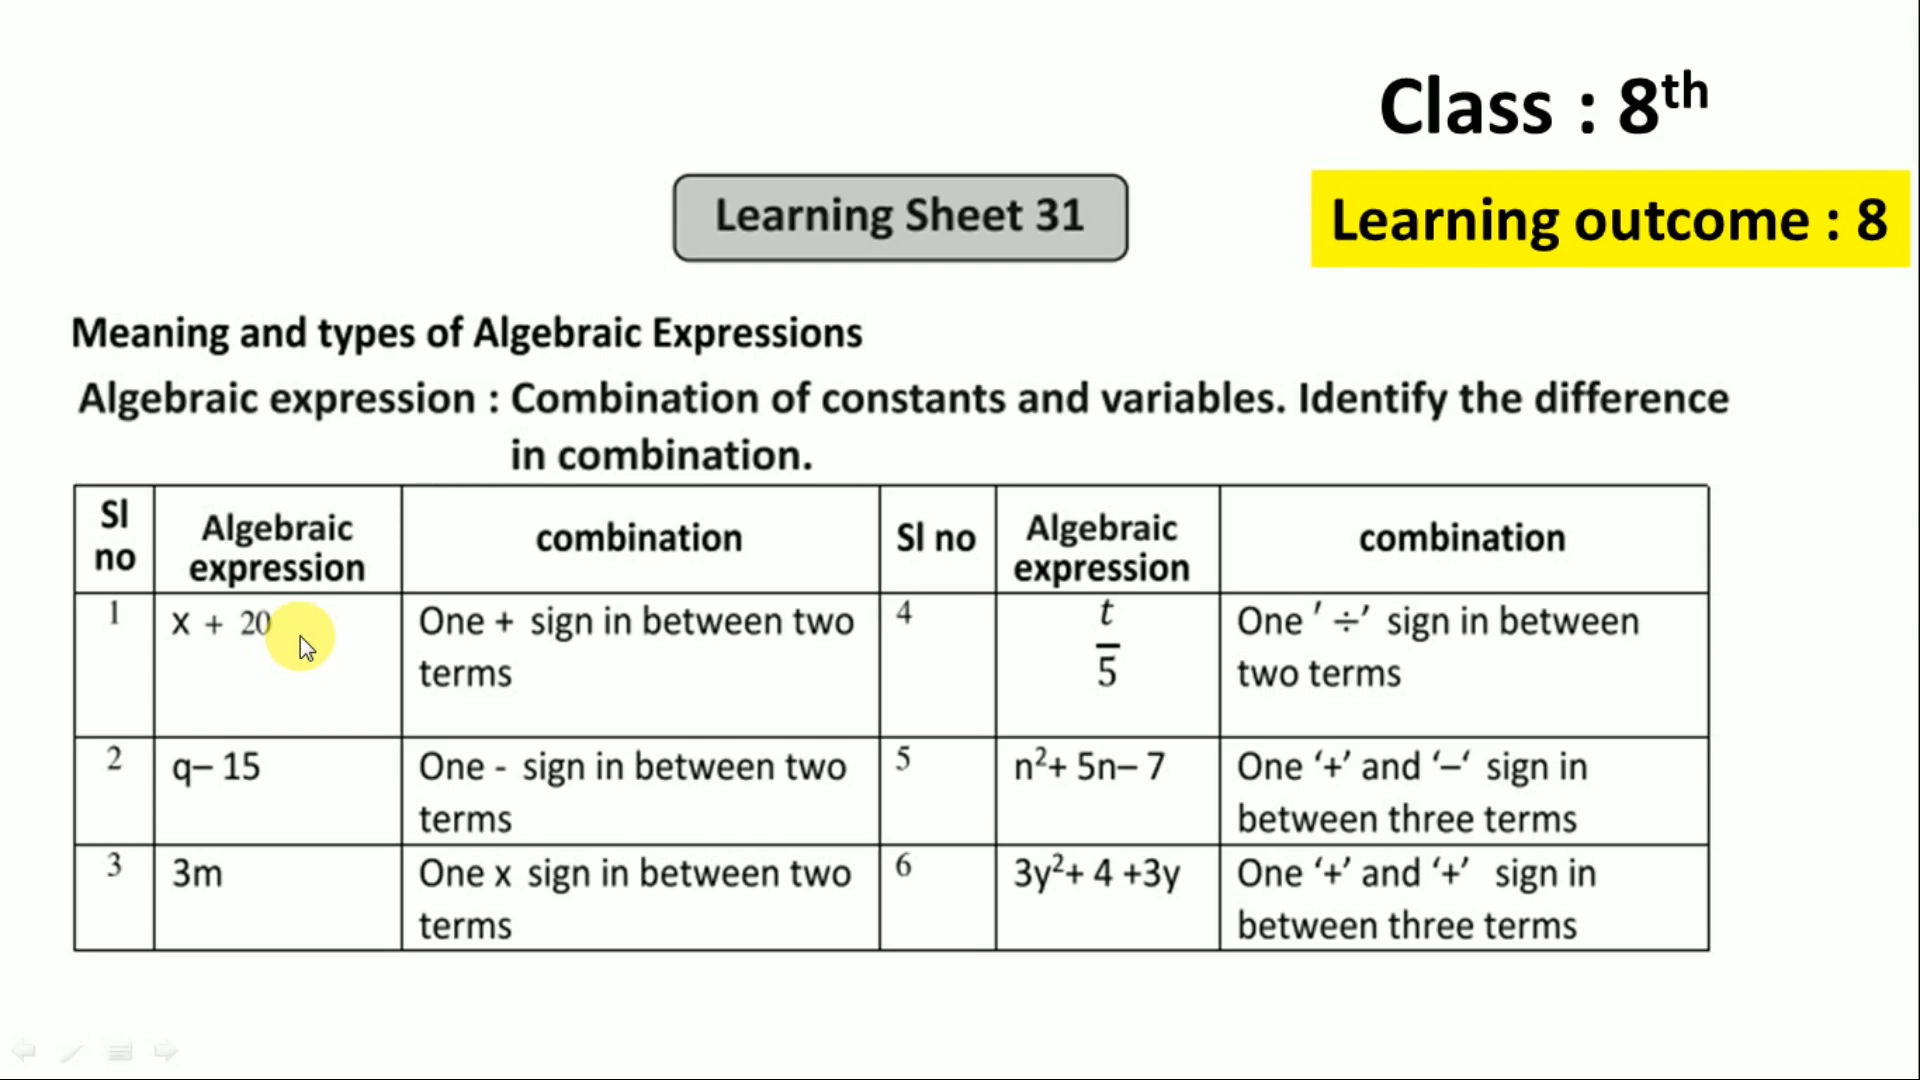 Class : 8th
Learning Sheet 31
Learning outcome : 8
Meaning and types of Algebraic Expressions
Algebraic expression : Combination of constants and variables. Identify the difference
in combination.
Sl no | Algebraic expression | combination | Sl no | Algebraic expression | combination
1 | x + 20 | One + sign in between two terms | 4 | t/5 | One ′ ÷′ sign in between two terms
2 | q– 15 | One - sign in between two terms | 5 | n²+ 5n– 7 | One ‘+’ and ‘–‘ sign in between three terms
3 | 3m | One x sign in between two terms | 6 | 3y²+ 4 +3y | One ‘+’ and ‘+’ sign in between three terms